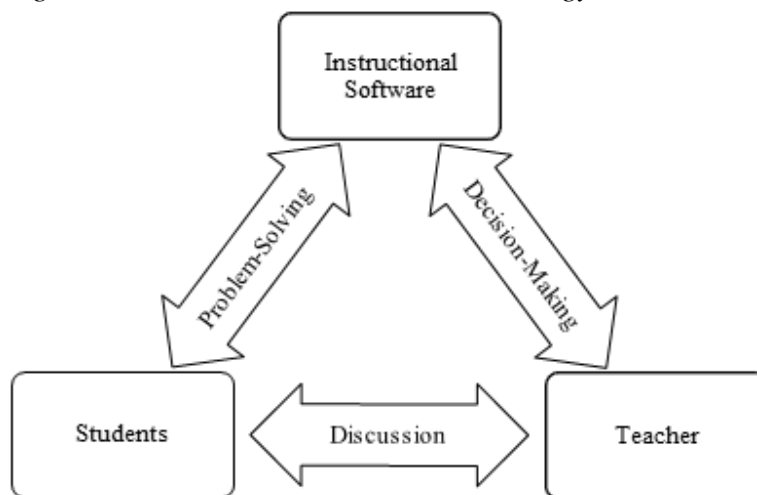 Instructional
Software
Problem-Solving
Decision-Making
Students
Discussion
Teacher